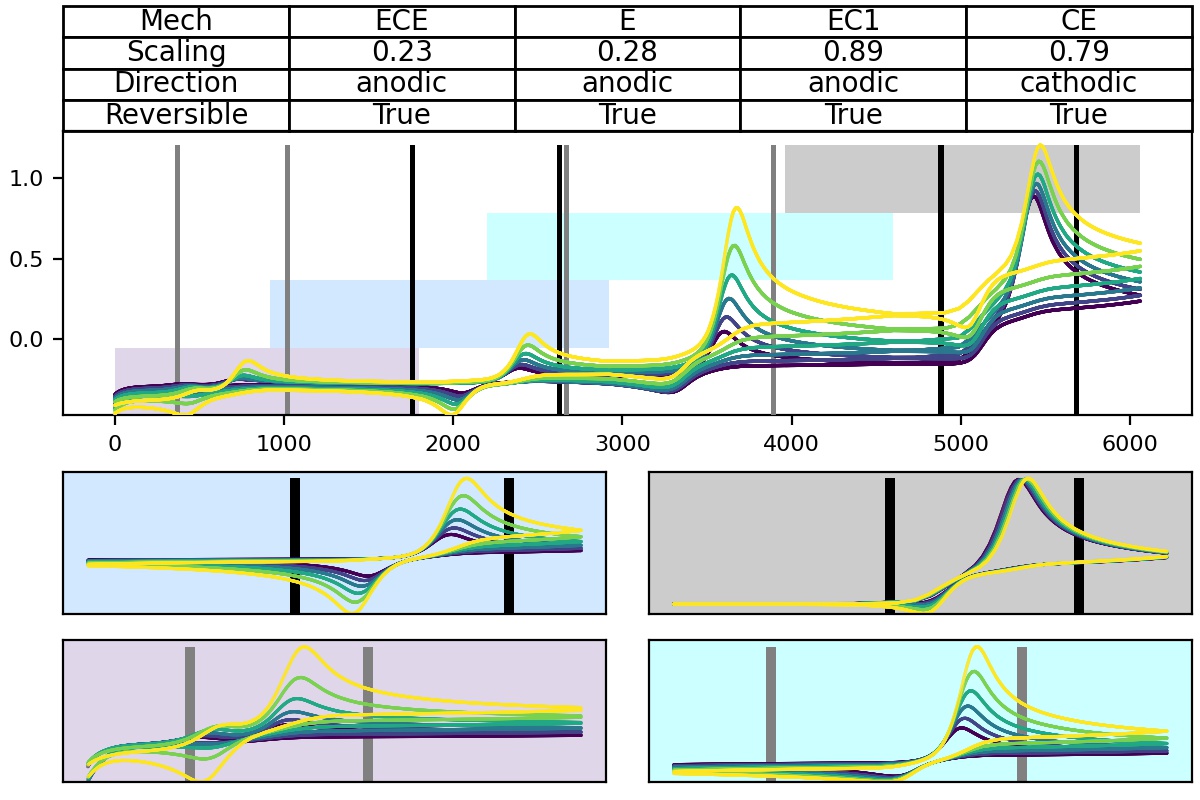 Mech ECE E EC1 CE
Scaling 0.23 0.28 0.89 0.79
Direction anodic anodic anodic cathodic
Reversible True True True True
1.0
0.5
0.0
0 1000 2000 3000 4000 5000 6000